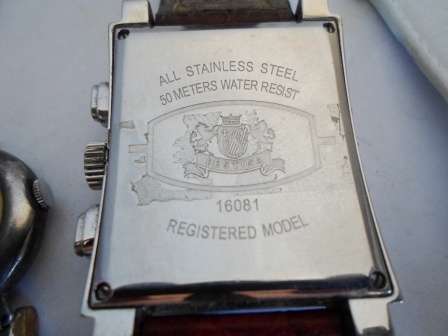 ALL STAINLESS STEEL
50 METERS WATER RESIST
16081
REGISTERED MODEL